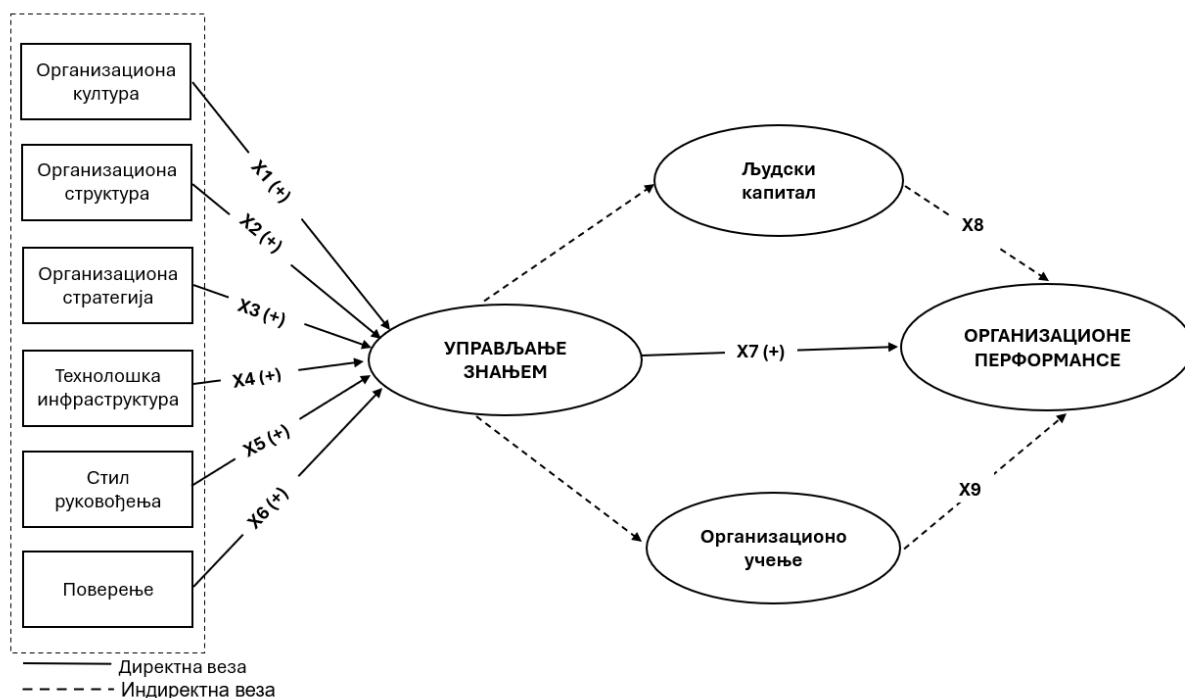 Организациона
култура
Организациона
структура
Организациона
стратегија
Технолошка
инфраструктура
Стил
руковођења
Поверење
X1 (+)
X2 (+)
X3 (+)
X4 (+)
X5 (+)
X6 (+)
УПРАВЉАЊЕ
ЗНАЊЕМ
Људски
капитал
X8
X7 (+)
ОРГАНИЗАЦИОНЕ
ПЕРФОРМАНСЕ
X9
Организационо
учење
Директна веза
Индиректна веза